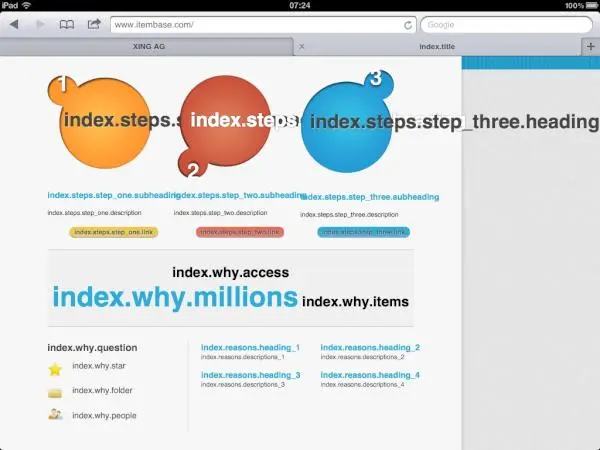 iPad 07:24 100%
www.itembase.com/ Google
XING AG index.title
1 3
index.steps.s index.steps index.steps.step_three.heading
2
index.steps.step_one.subheading index.steps.step_two.subheading index.steps.step_three.subheading
index.steps.step_one.description index.steps.step_two.description index.steps.step_three.description
index.steps.step_one.link index.steps.step_two.link index.steps.step_three.link
index.why.access
index.why.millions index.why.items
index.why.question
index.why.star
index.why.folder
index.why.people
index.reasons.heading_1 index.reasons.heading_2
index.reasons.descriptions_1 index.reasons.descriptions_2
index.reasons.heading_3 index.reasons.heading_4
index.reasons.descriptions_3 index.reasons.descriptions_4